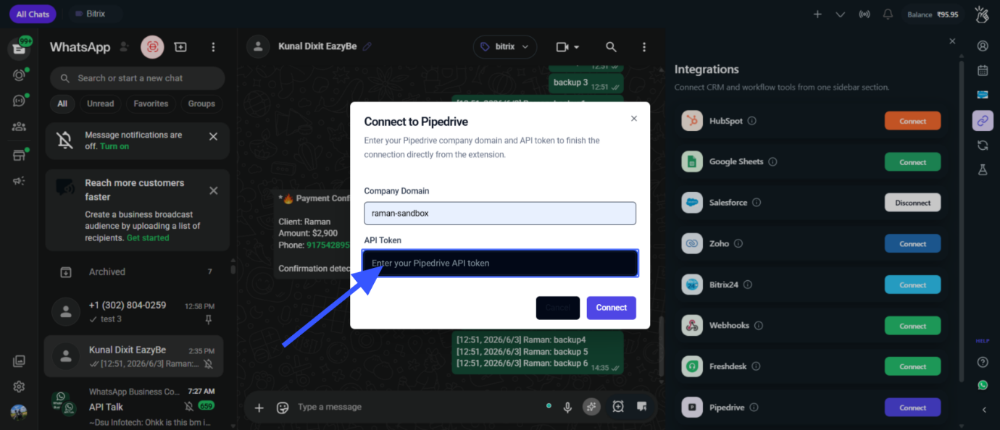 All Chats
Bitrix
Balance ₹95.95
99+
WhatsApp
Search or start a new chat
All
Unread
Favorites
Groups
Message notifications are
off. Turn on
Reach more customers
faster
Create a business broadcast
audience by uploading a list of
recipients. Get started
Archived
7
+1 (302) 804-0259
12:58 PM
test 3
Kunal Dixit EazyBe
2:35 PM
[12:51, 2026/6/3] Raman:...
WhatsApp Business Co...
7:27 AM
API Talk
659
~Dsu Infotech: Ohkk is this bm i...
Kunal Dixit EazyBe
bitrix
12:51
backup 3
12:51
*🔥 Payment Conf
Client: Raman
Amount: $2,900
Phone: 917542895
Confirmation detec
Connect to Pipedrive
Enter your Pipedrive company domain and API token to finish the
connection directly from the extension.
Company Domain
raman-sandbox
API Token
Enter your Pipedrive API token
Cancel
Connect
[12:51, 2026/6/3] Raman: backup4
[12:51, 2026/6/3] Raman: backup 5
[12:51, 2026/6/3] Raman: backup 6
14:35
Type a message
Integrations
Connect CRM and workflow tools from one sidebar section.
HubSpot
Connect
Google Sheets
Connect
Salesforce
Disconnect
Zoho
Connect
Bitrix24
Connect
Webhooks
Connect
Freshdesk
Connect
Pipedrive
Connect
HELP